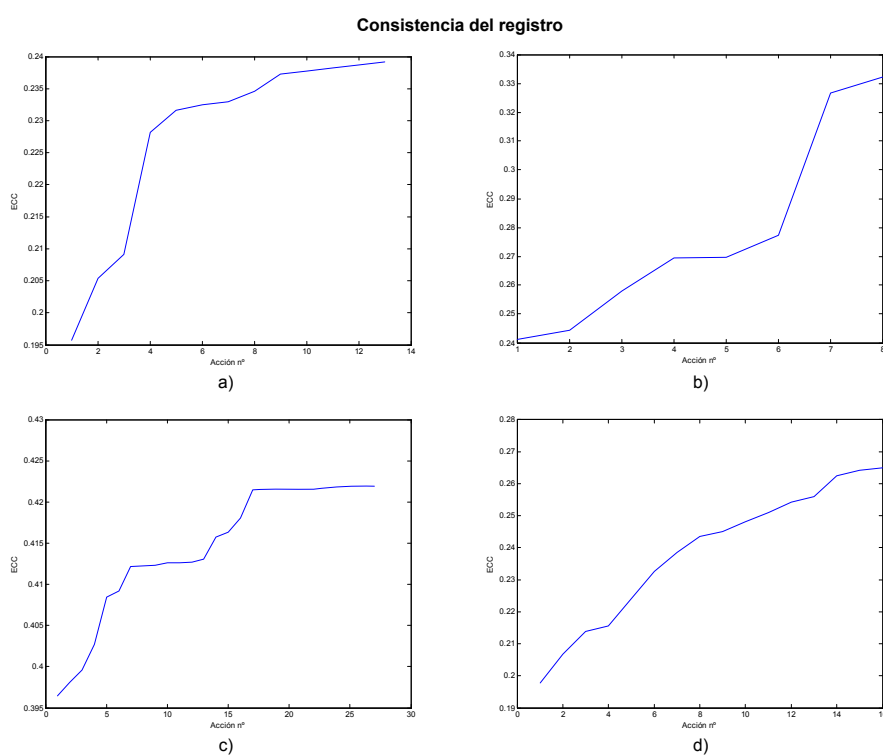 Consistencia del registro
0.24
0.235
0.23
0.225
0.22
0.215
0.21
0.205
0.2
0.195
ECC
0 2 4 6 8 10 12 14
Acción nº
a)
0.34
0.33
0.32
0.31
0.3
0.29
0.28
0.27
0.26
0.25
0.24
ECC
1 2 3 4 5 6 7 8
Acción nº
b)
0.43
0.425
0.42
0.415
0.41
0.405
0.4
0.395
ECC
0 5 10 15 20 25 30
Acción nº
c)
0.28
0.27
0.26
0.25
0.24
0.23
0.22
0.21
0.2
0.19
ECC
0 2 4 6 8 10 12 14 16
Acción nº
d)